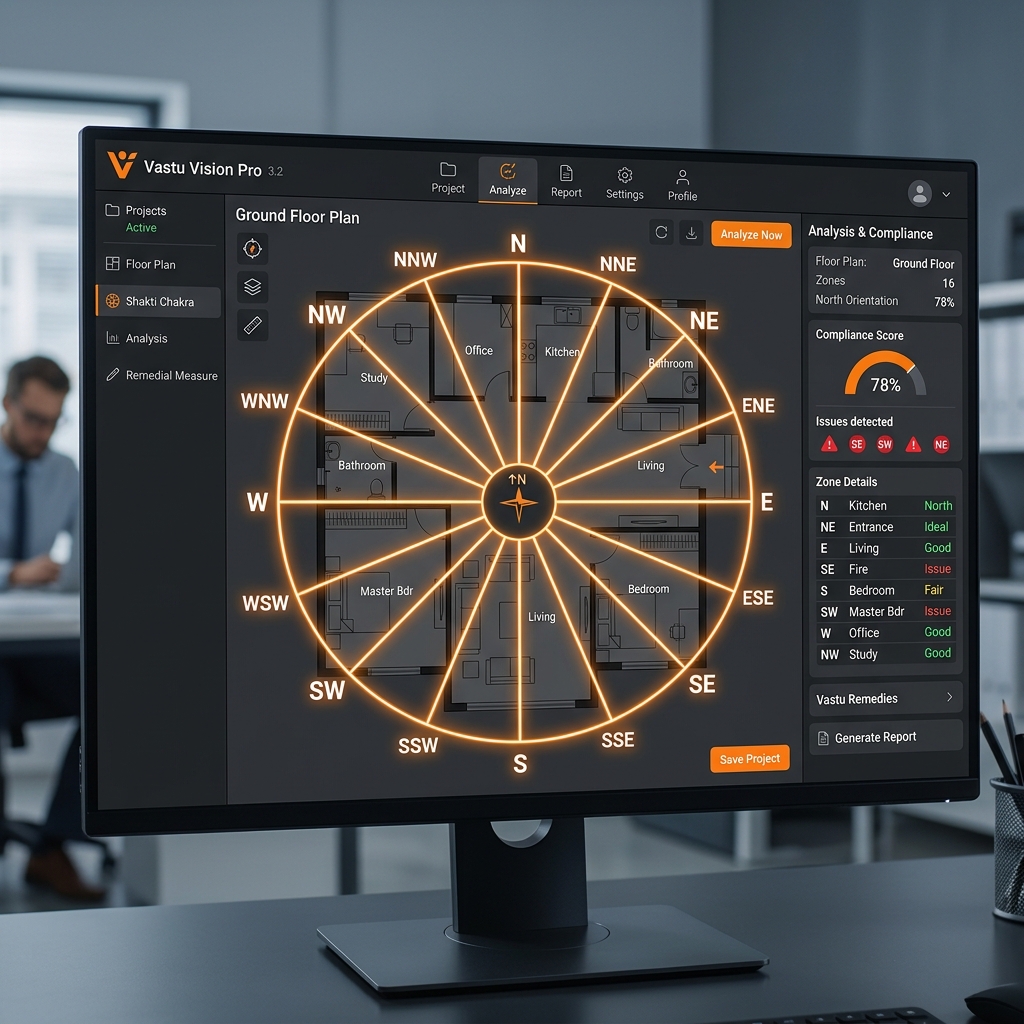 Vastu Vision Pro 3.2
Project
Analyze
Report
Settings
Profile
Projects
Active
Floor Plan
Shakti Chakra
Analysis
Remedial Measure
Ground Floor Plan
Analyze Now
N
NNW
NNE
NW
NE
WNW
ENE
W
E
WSW
ESE
SW
SE
SSW
SSE
S
Office
Kitchen
Bathroom
Study
Bathroom
Living
↑N
Master Bdr
Bedroom
Living
Save Project
Analysis & Compliance
Floor Plan: Ground Floor
Zones 16
North Orientation 78%
Compliance Score
78%
Issues detected
SE SW NE
Zone Details
N Kitchen North
NE Entrance Ideal
E Living Good
SE Fire Issue
S Bedroom Fair
SW Master Bdr Issue
W Office Good
NW Study Good
Vastu Remedies
Generate Report